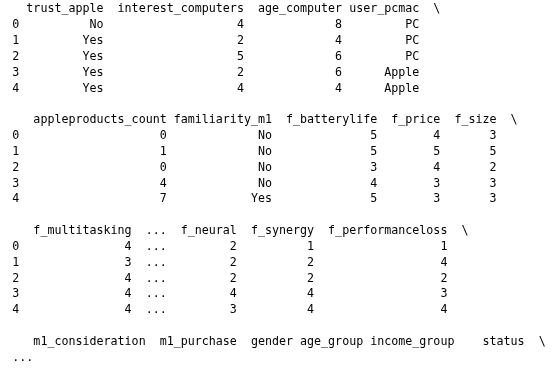 trust_apple  interest_computers  age_computer user_pcmac  \
0          No                   4             8         PC
1         Yes                   2             4         PC
2         Yes                   5             6         PC
3         Yes                   2             6      Apple
4         Yes                   4             4      Apple

   appleproducts_count familiarity_m1  f_batterylife  f_price  f_size  \
0                    0             No              5        4       3
1                    1             No              5        5       5
2                    0             No              3        4       2
3                    4             No              4        3       3
4                    7            Yes              5        3       3

   f_multitasking  ...  f_neural  f_synergy  f_performanceloss  \
0               4  ...         2          1                  1
1               3  ...         2          2                  4
2               4  ...         2          2                  2
3               4  ...         4          4                  3
4               4  ...         3          4                  4

   m1_consideration  m1_purchase  gender age_group income_group    status  \
...